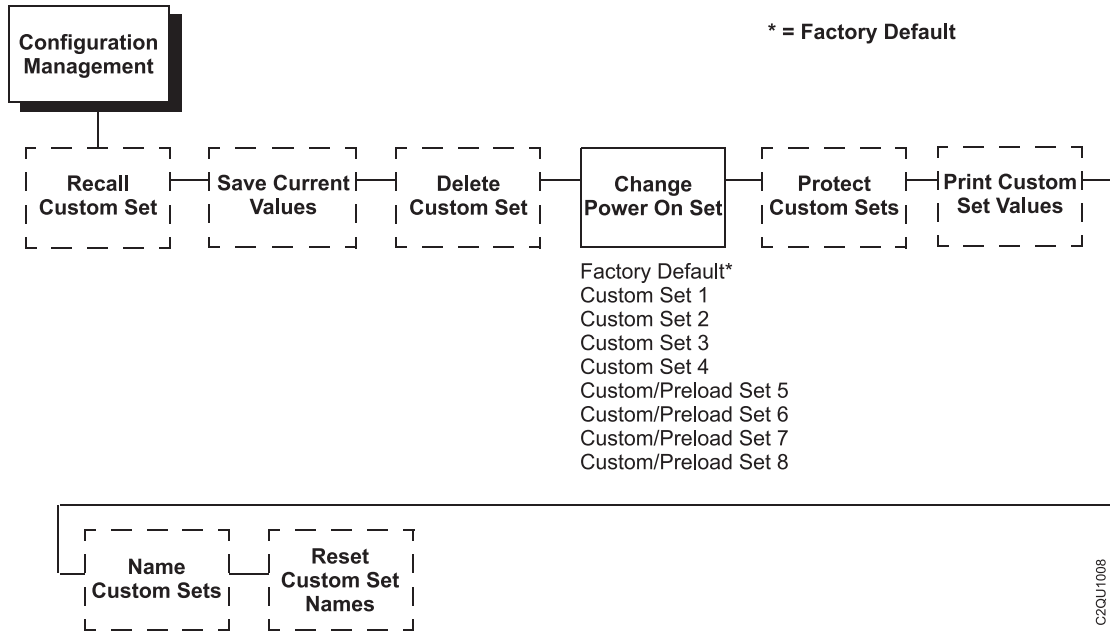 Configuration
Management
* = Factory Default
Recall
Custom Set
Save Current
Values
Delete
Custom Set
Change
Power On Set
Protect
Custom Sets
Print Custom
Set Values
Factory Default*
Custom Set 1
Custom Set 2
Custom Set 3
Custom Set 4
Custom/Preload Set 5
Custom/Preload Set 6
Custom/Preload Set 7
Custom/Preload Set 8
Name
Custom Sets
Reset
Custom Set
Names
C2QU1008